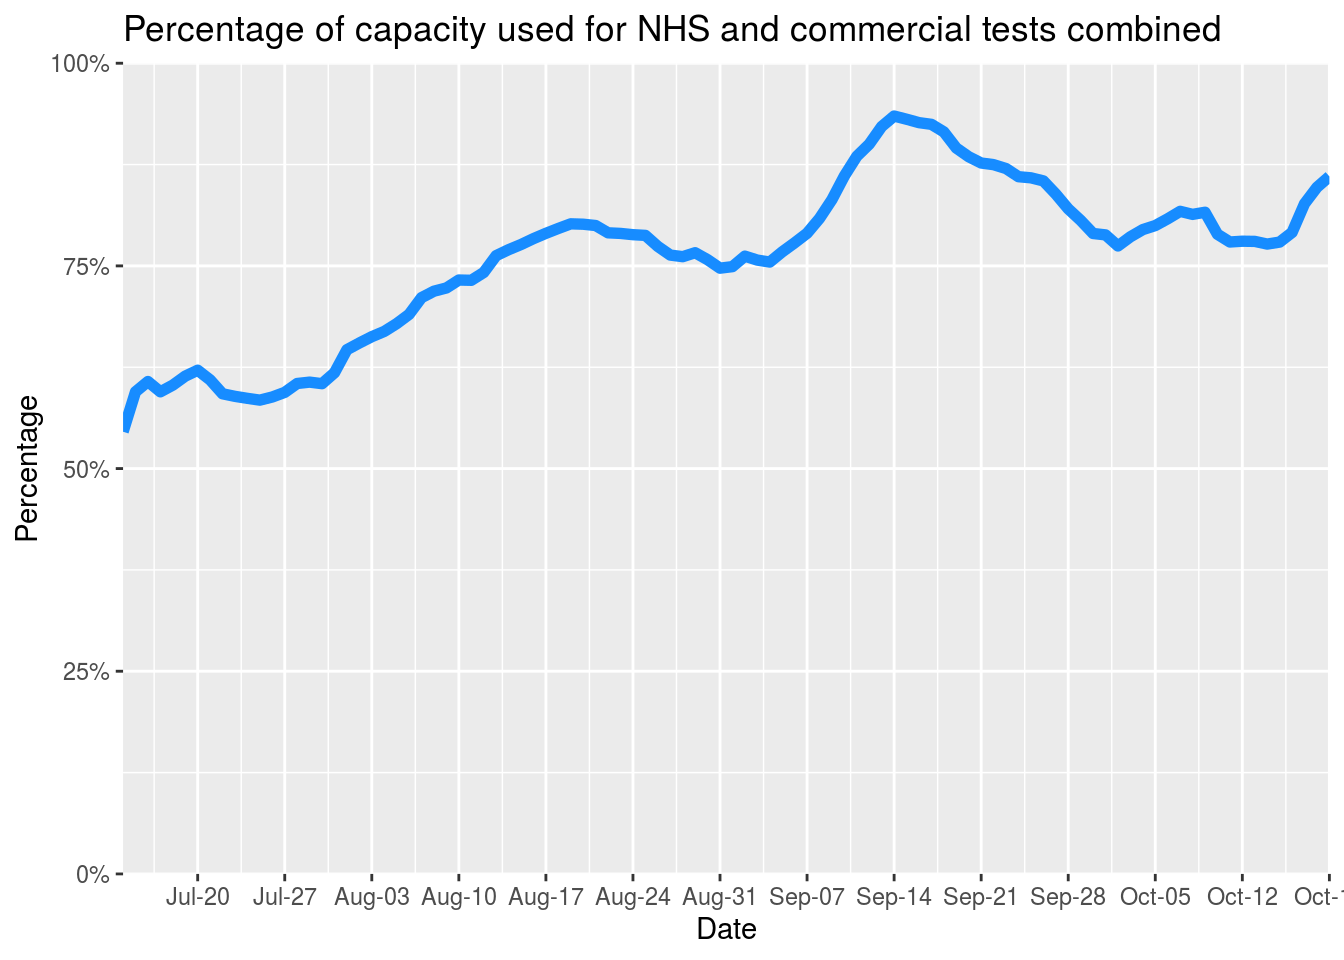 Percentage of capacity used for NHS and commercial tests combined
100%
75%
50%
25%
0%
Percentage
Jul-20 Jul-27 Aug-03 Aug-10 Aug-17 Aug-24 Aug-31 Sep-07 Sep-14 Sep-21 Sep-28 Oct-05 Oct-12
Date